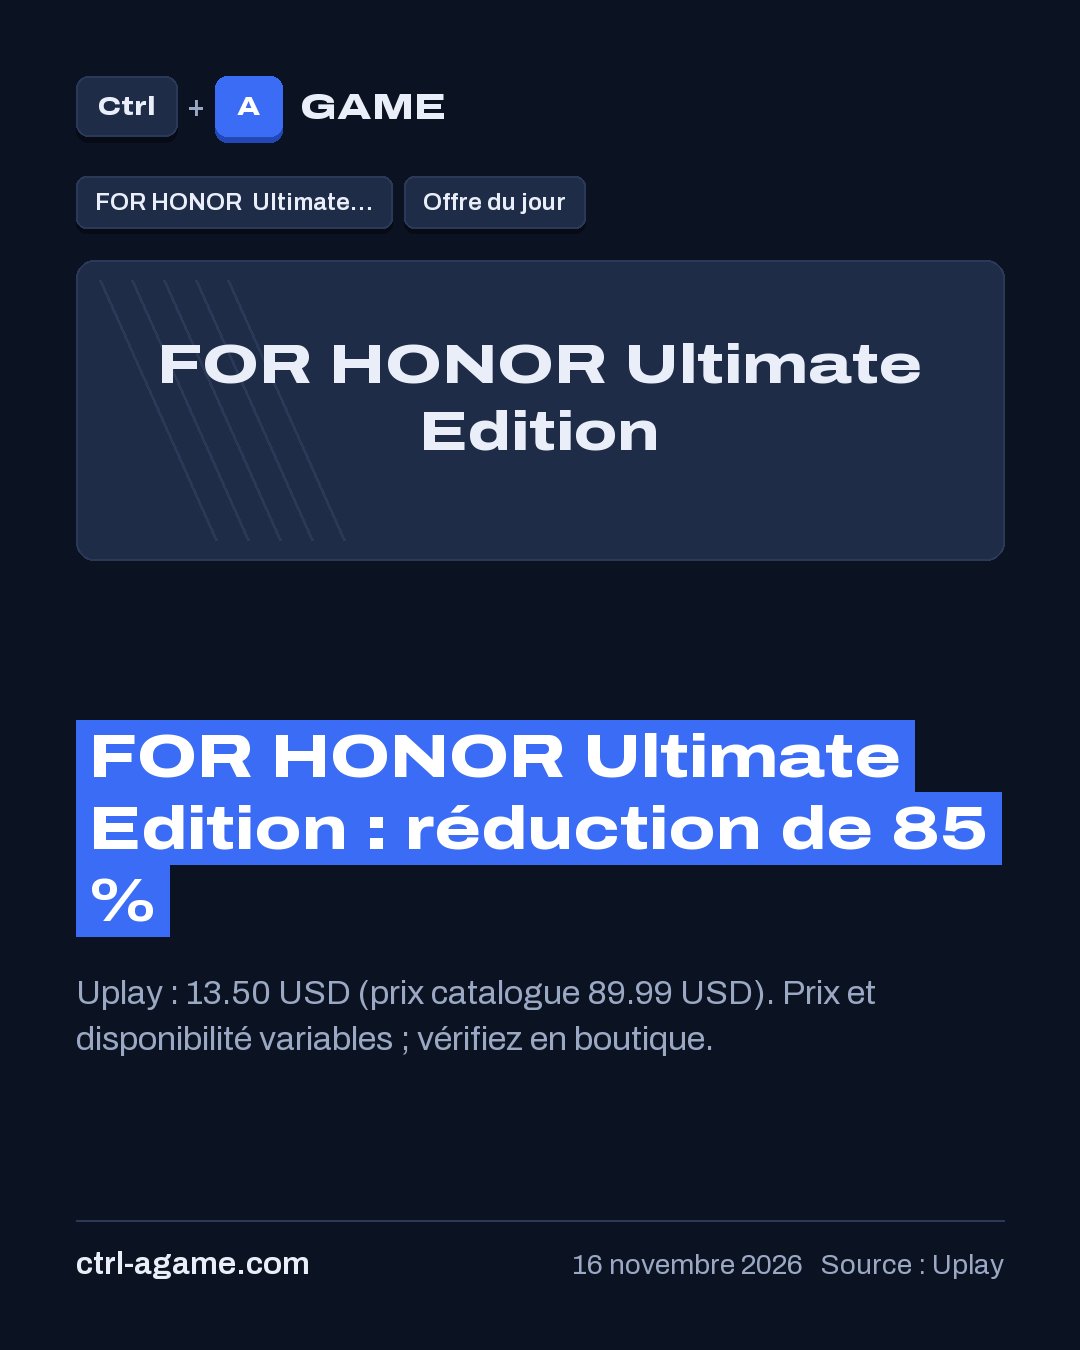 Ctrl + A GAME
FOR HONOR Ultimate... Offre du jour
FOR HONOR Ultimate
Edition
FOR HONOR Ultimate
Edition : réduction de 85
%
Uplay : 13.50 USD (prix catalogue 89.99 USD). Prix et
disponibilité variables ; vérifiez en boutique.
ctrl-agame.com 16 novembre 2026 Source : Uplay